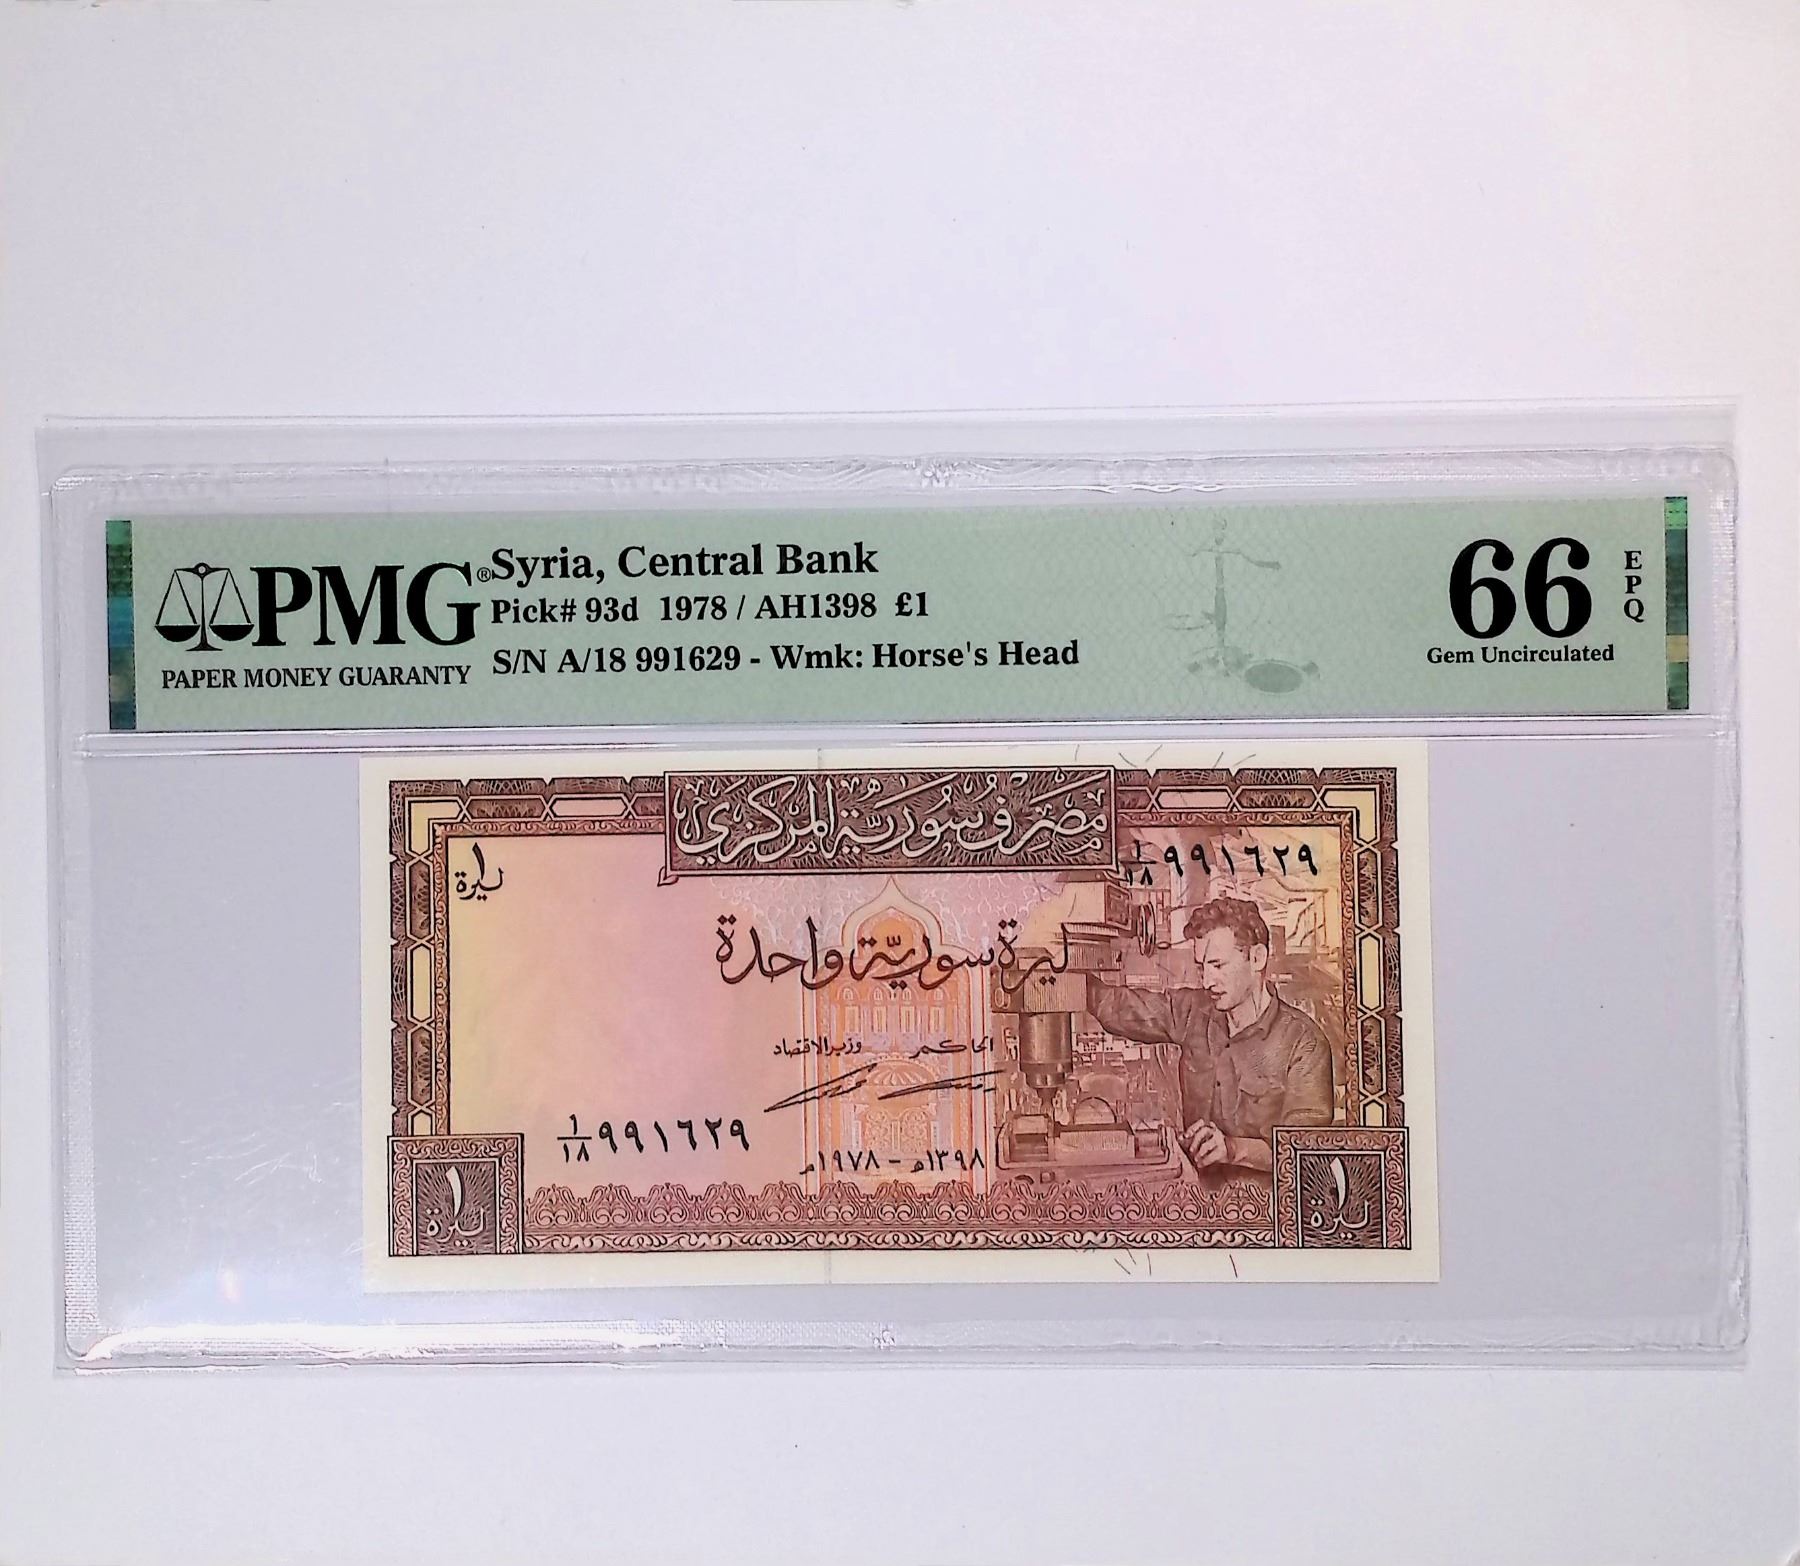 PMG®
PAPER MONEY GUARANTY
Syria, Central Bank
Pick# 93d 1978 / AH1398 £1
S/N A/18 991629 - Wmk: Horse's Head
66 EPQ
Gem Uncirculated
مصرف سورية المركزي
١/١٨ ٩٩١٦٢٩
١ ليرة
ليرة سورية واحدة
الحاكم وزير الاقتصاد
١/١٨ ٩٩١٦٢٩
١٣٩٨هـ - ١٩٧٨م
١ ليرة
١ ليرة